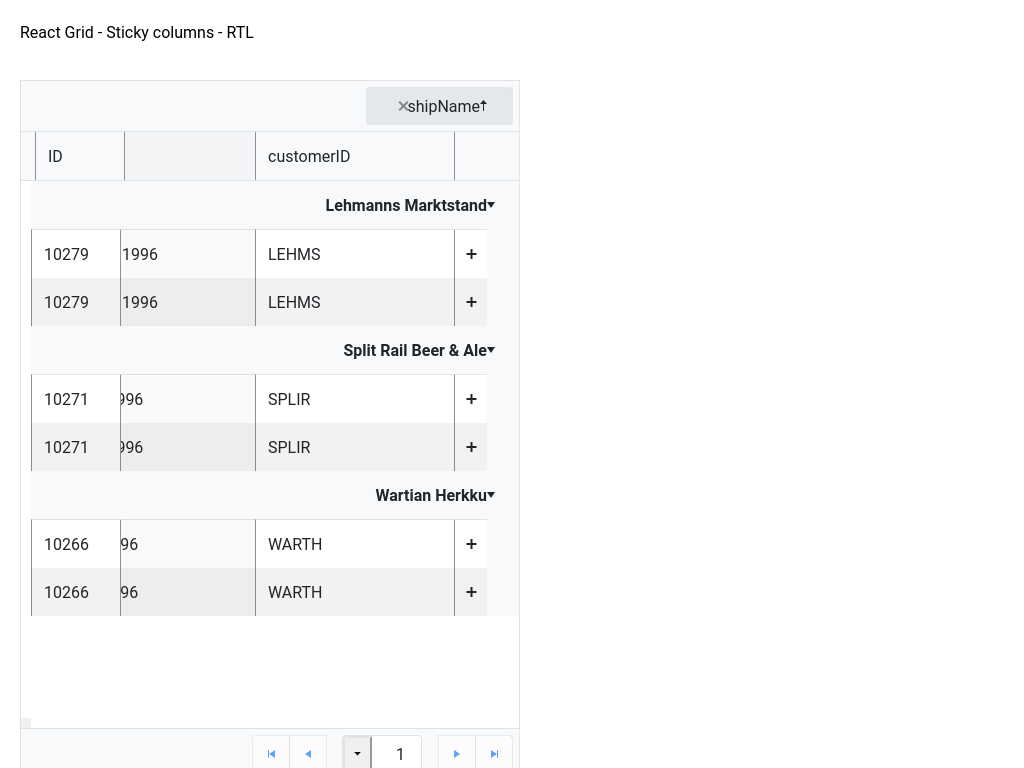 React Grid - Sticky columns - RTL
shipName
ID customerID
Lehmanns Marktstand
10279 1996 LEHMS +
10279 1996 LEHMS +
Split Rail Beer & Ale
10271 996 SPLIR +
10271 996 SPLIR +
Wartian Herkku
10266 96 WARTH +
10266 96 WARTH +
1